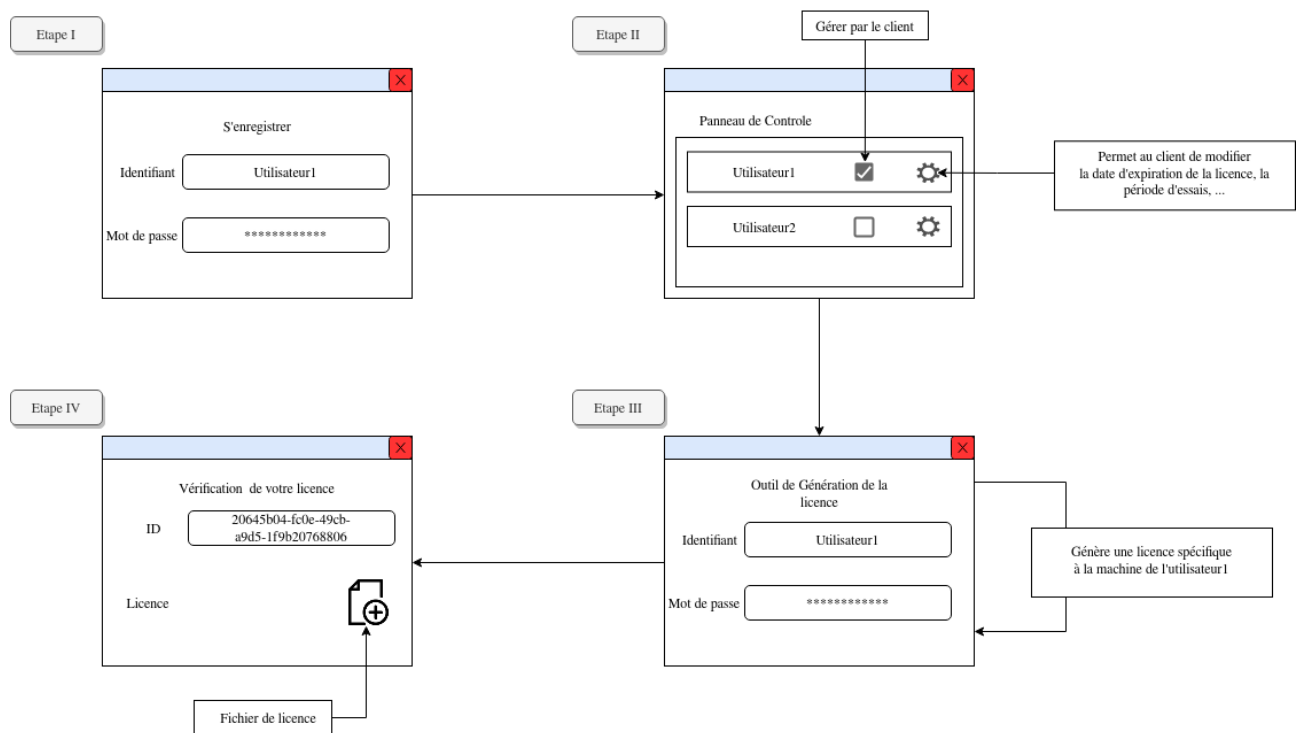 Etape I
S'enregistrer
Identifiant
Utilisateur1
Mot de passe
************
Etape II
Gérer par le client
Panneau de Controle
Utilisateur1
Utilisateur2
Permet au client de modifier
la date d'expiration de la licence, la
période d'essais, ...
Etape III
Outil de Génération de la
licence
Identifiant
Utilisateur1
Mot de passe
************
Génère une licence spécifique
à la machine de l'utilisateur1
Etape IV
Vérification de votre licence
ID
20645b04-fc0e-49cb-
a9d5-1f9b20768806
Licence
Fichier de licence